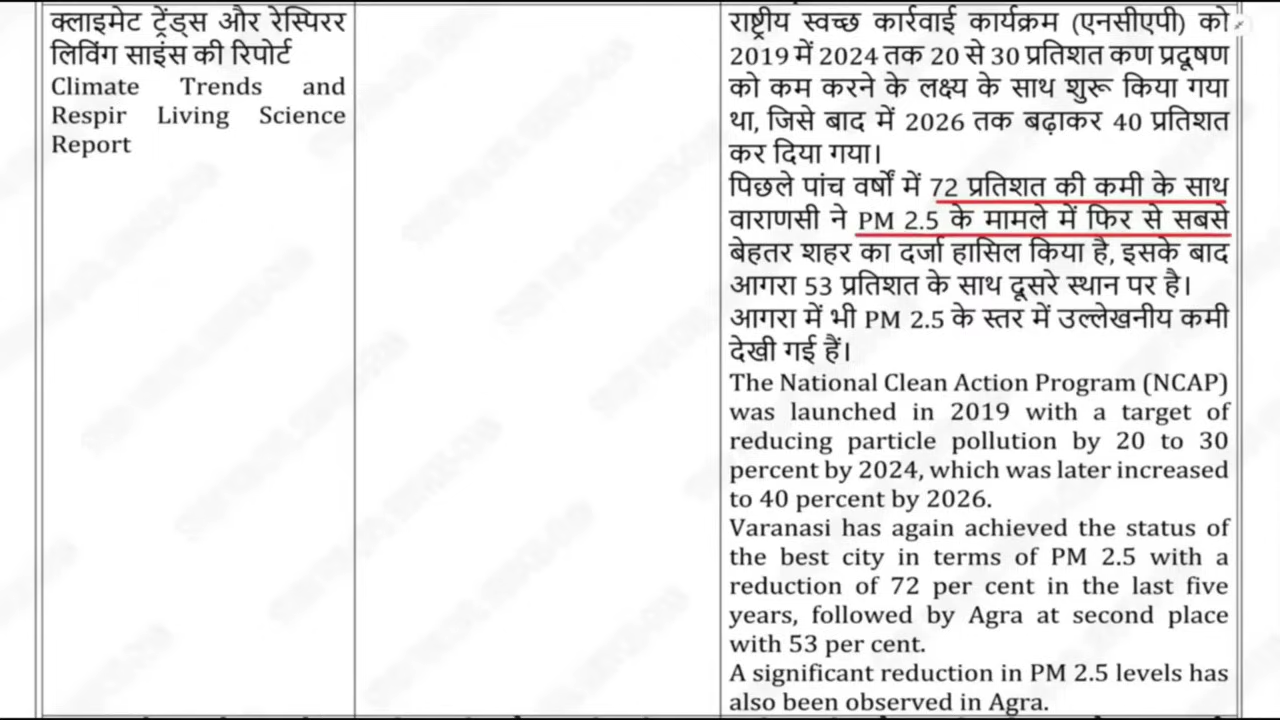 क्लाइमेट ट्रेंड्स और रेस्पिरर
लिविंग साइंस की रिपोर्ट
Climate Trends and
Respir Living Science
Report
राष्ट्रीय स्वच्छ कार्रवाई कार्यक्रम (एनसीएपी) को
2019 में 2024 तक 20 से 30 प्रतिशत कण प्रदूषण
को कम करने के लक्ष्य के साथ शुरू किया गया
था, जिसे बाद में 2026 तक बढ़ाकर 40 प्रतिशत
कर दिया गया।
पिछले पांच वर्षों में 72 प्रतिशत की कमी के साथ
वाराणसी ने PM 2.5 के मामले में फिर से सबसे
बेहतर शहर का दर्जा हासिल किया है, इसके बाद
आगरा 53 प्रतिशत के साथ दूसरे स्थान पर है।
आगरा में भी PM 2.5 के स्तर में उल्लेखनीय कमी
देखी गई हैं।
The National Clean Action Program (NCAP)
was launched in 2019 with a target of
reducing particle pollution by 20 to 30
percent by 2024, which was later increased
to 40 percent by 2026.
Varanasi has again achieved the status of
the best city in terms of PM 2.5 with a
reduction of 72 per cent in the last five
years, followed by Agra at second place
with 53 per cent.
A significant reduction in PM 2.5 levels has
also been observed in Agra.